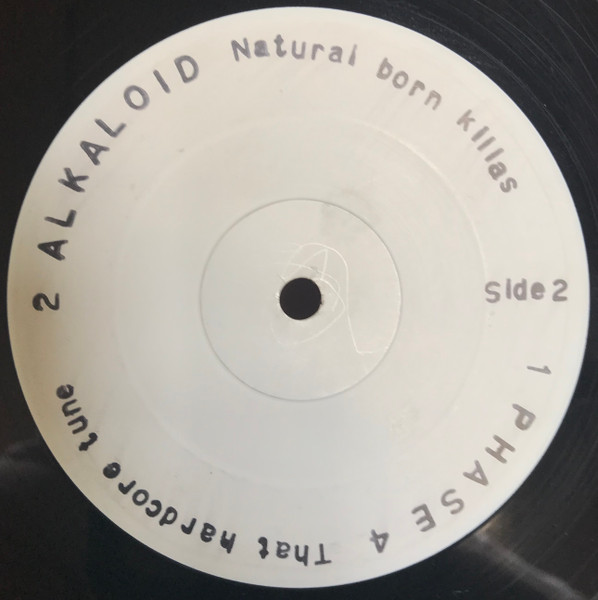 Side 2
1 PHASE 4 That hardcore tune
2 ALKALOID Natural born killas